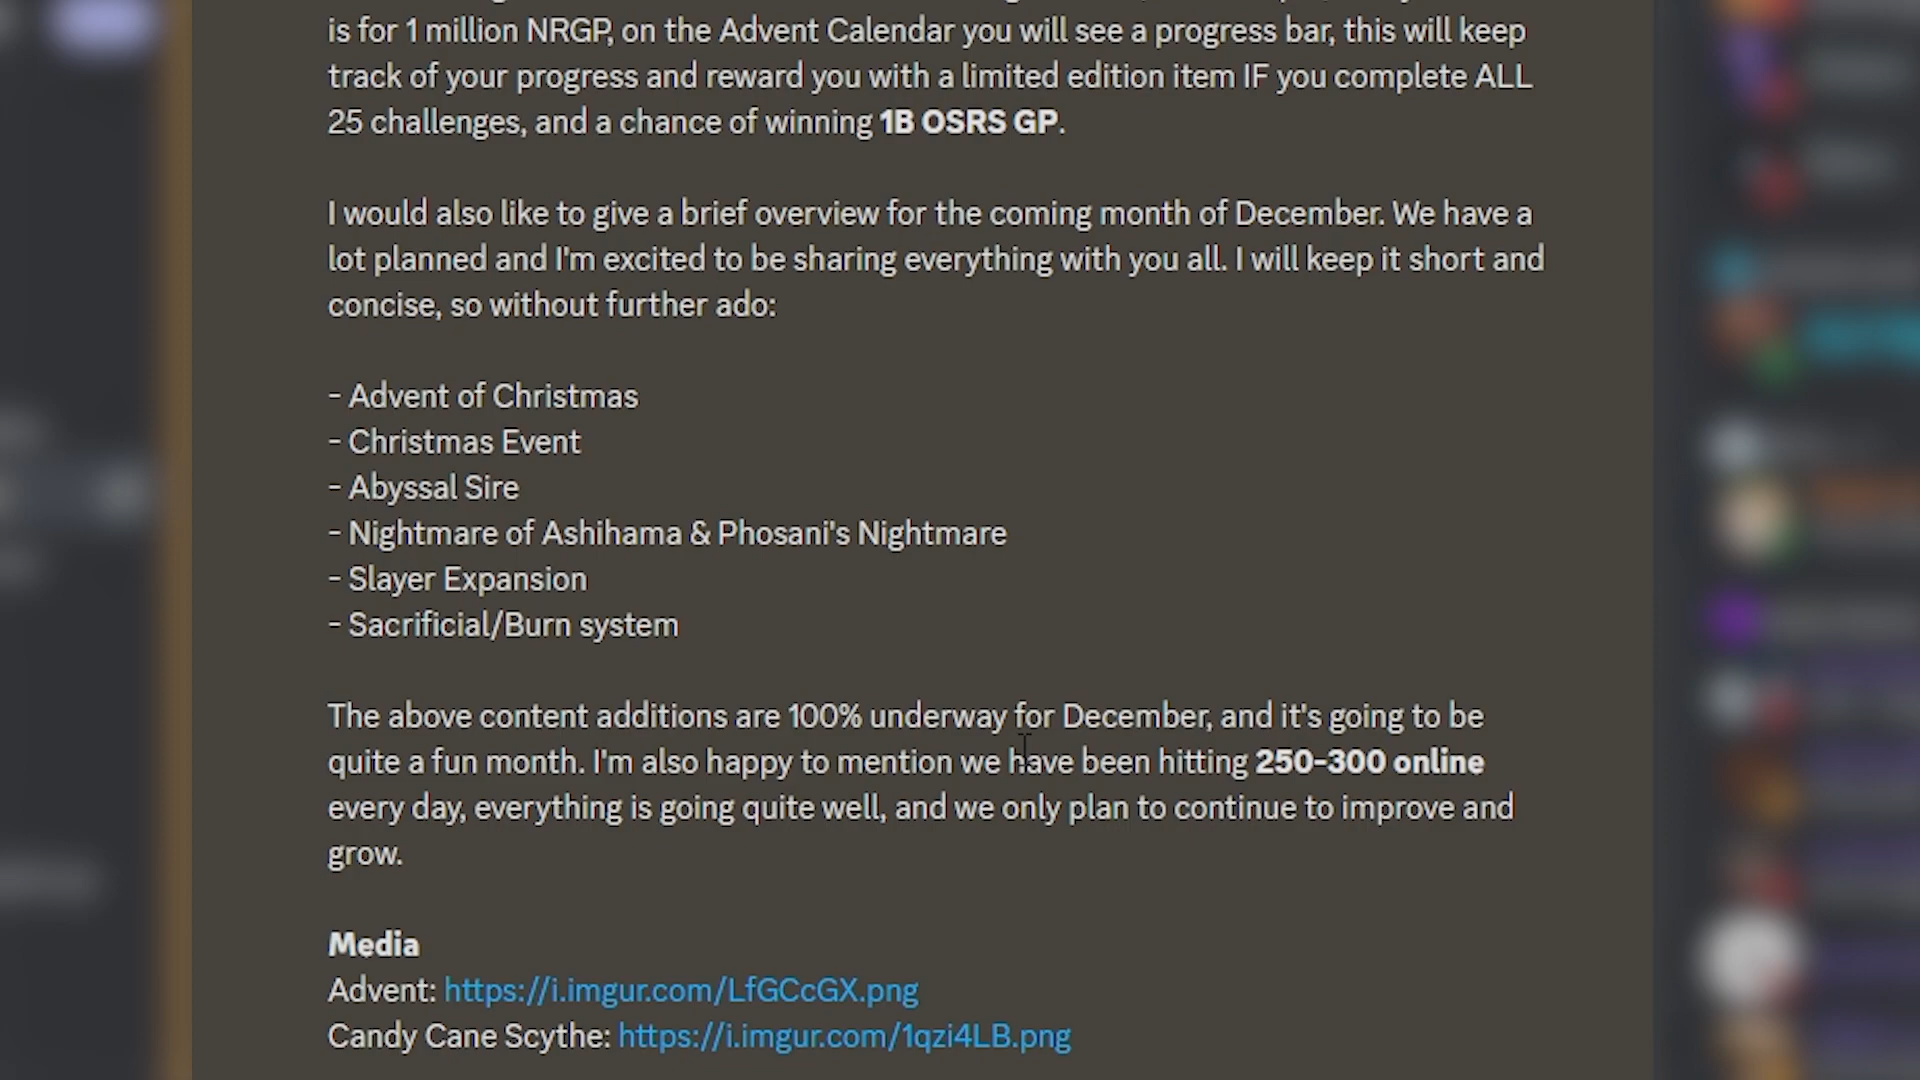 is for 1 million NRGP, on the Advent Calendar you will see a progress bar, this will keep
track of your progress and reward you with a limited edition item IF you complete ALL
25 challenges, and a chance of winning 1B OSRS GP.
I would also like to give a brief overview for the coming month of December. We have a
lot planned and I'm excited to be sharing everything with you all. I will keep it short and
concise, so without further ado:
- Advent of Christmas
- Christmas Event
- Abyssal Sire
- Nightmare of Ashihama & Phosani's Nightmare
- Slayer Expansion
- Sacrificial/Burn system
The above content additions are 100% underway for December, and it's going to be
quite a fun month. I'm also happy to mention we have been hitting 250-300 online
every day, everything is going quite well, and we only plan to continue to improve and
grow.
Media
Advent: https://i.imgur.com/LfGCcGX.png
Candy Cane Scythe: https://i.imgur.com/1qzi4LB.png